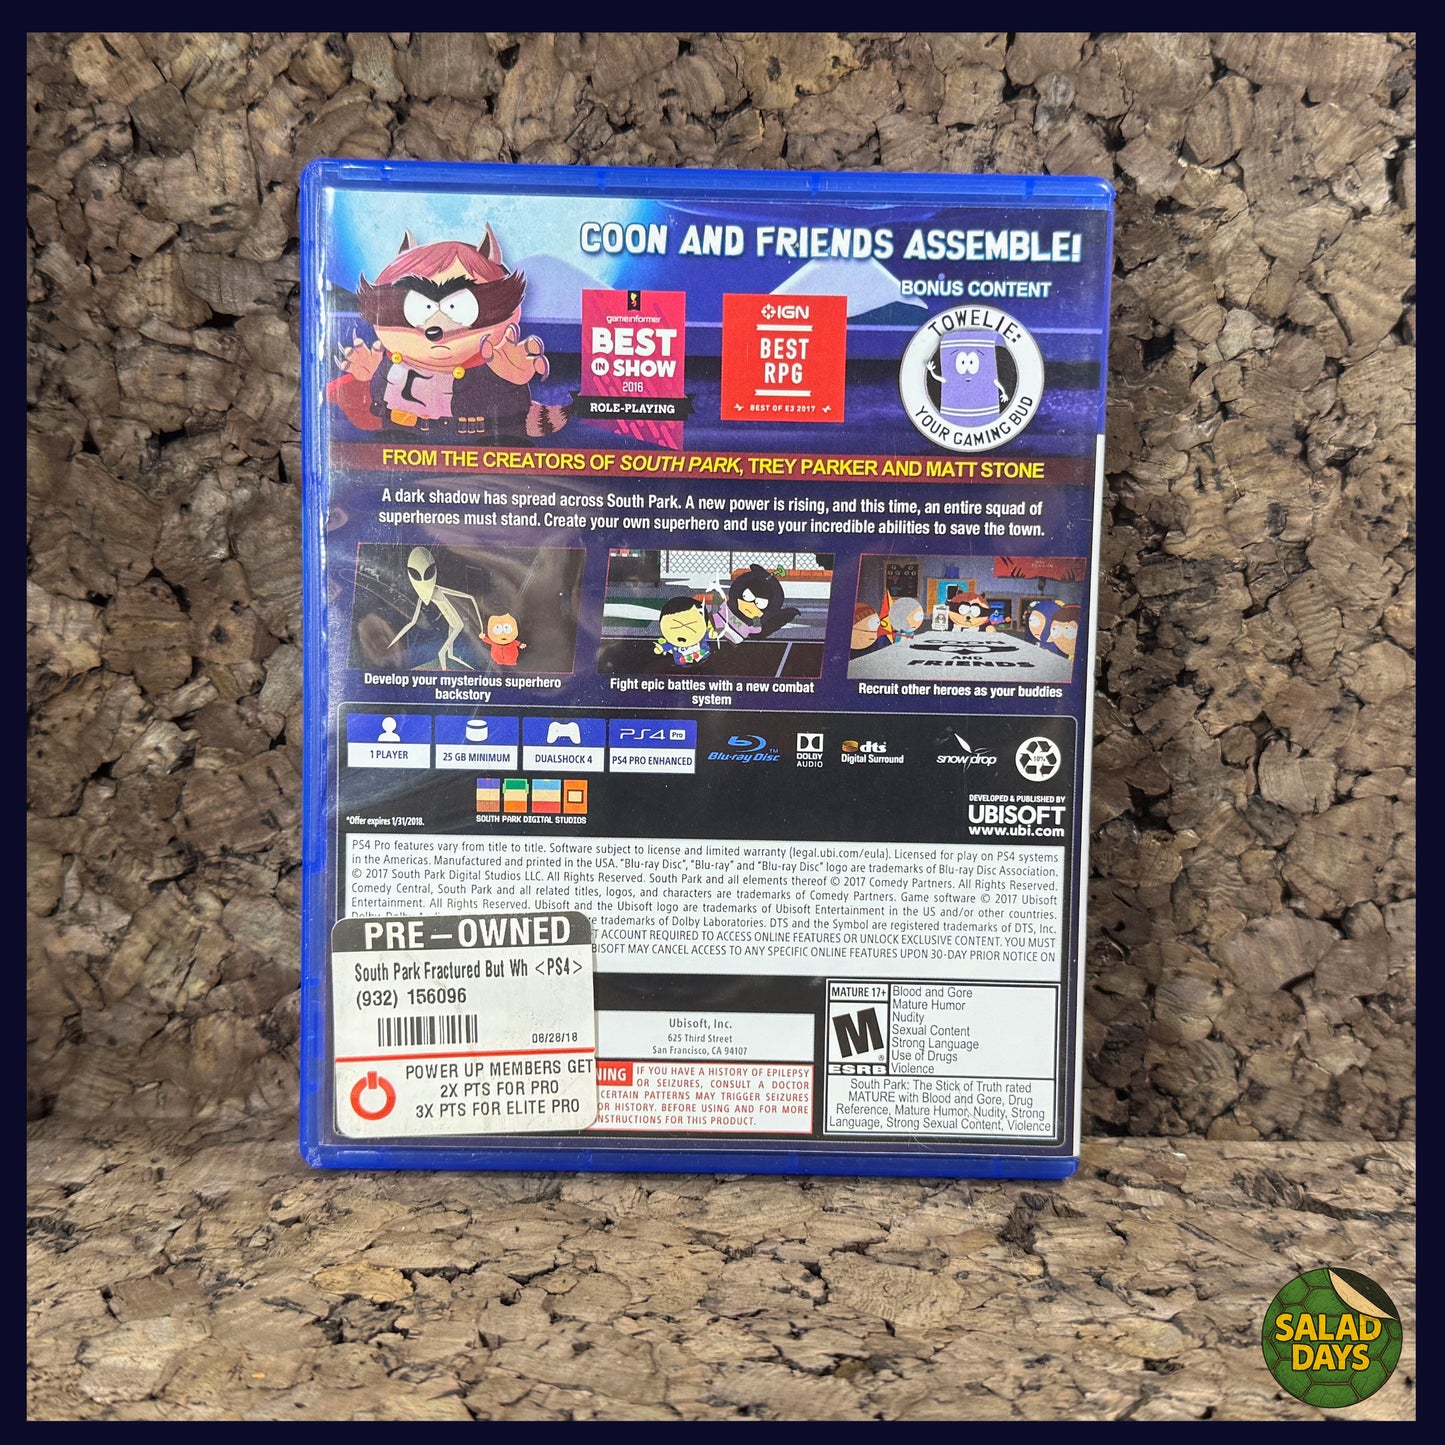 COON AND FRIENDS ASSEMBLE!
BONUS CONTENT
gameinformer
BEST
IN SHOW
2016
ROLE-PLAYING
IGN
BEST
RPG
BEST OF E3 2017
TOWELIE:
YOUR GAMING BUD
FROM THE CREATORS OF SOUTH PARK, TREY PARKER AND MATT STONE
A dark shadow has spread across South Park. A new power is rising, and this time, an entire squad of
superheroes must stand. Create your own superhero and use your incredible abilities to save the town.
AND
FRIENDS
Develop your mysterious superhero
backstory
Fight epic battles with a new combat
system
Recruit other heroes as your buddies
1 PLAYER
25 GB MINIMUM
DUALSHOCK 4
PS4 Pro
PS4 PRO ENHANCED
Blu-ray Disc™
DOLBY
AUDIO
dts
Digital Surround
snowdrop
*Offer expires 1/31/2018.
SOUTH PARK DIGITAL STUDIOS
DEVELOPED & PUBLISHED BY
UBISOFT
www.ubi.com
PS4 Pro features vary from title to title. Software subject to license and limited warranty (legal.ubi.com/eula). Licensed for play on PS4 systems
in the Americas. Manufactured and printed in the USA. "Blu-ray Disc", "Blu-ray" and "Blu-ray Disc" logo are trademarks of Blu-ray Disc Association.
© 2017 South Park Digital Studios LLC. All Rights Reserved. South Park and all elements thereof © 2017 Comedy Partners. All Rights Reserved.
Comedy Central, South Park and all related titles, logos, and characters are trademarks of Comedy Partners. Game software © 2017 Ubisoft
Entertainment. All Rights Reserved. Ubisoft and the Ubisoft logo are trademarks of Ubisoft Entertainment in the US and/or other countries.
re trademarks of Dolby Laboratories. DTS and the Symbol are registered trademarks of DTS, Inc.
FT ACCOUNT REQUIRED TO ACCESS ONLINE FEATURES OR UNLOCK EXCLUSIVE CONTENT. YOU MUST
BISOFT MAY CANCEL ACCESS TO ANY SPECIFIC ONLINE FEATURES UPON 30-DAY PRIOR NOTICE ON
PRE-OWNED
South Park Fractured But Wh <PS4>
(932) 156096
08/28/18
POWER UP MEMBERS GET
2X PTS FOR PRO
3X PTS FOR ELITE PRO
Ubisoft, Inc.
625 Third Street
San Francisco, CA 94107
NING IF YOU HAVE A HISTORY OF EPILEPSY
OR SEIZURES, CONSULT A DOCTOR
CERTAIN PATTERNS MAY TRIGGER SEIZURES
OR HISTORY. BEFORE USING AND FOR MORE
NSTRUCTIONS FOR THIS PRODUCT.
MATURE 17+
M
®
ESRB
Blood and Gore
Mature Humor
Nudity
Sexual Content
Strong Language
Use of Drugs
Violence
South Park: The Stick of Truth rated
MATURE with Blood and Gore, Drug
Reference, Mature Humor, Nudity, Strong
Language, Strong Sexual Content, Violence
SALAD
DAYS